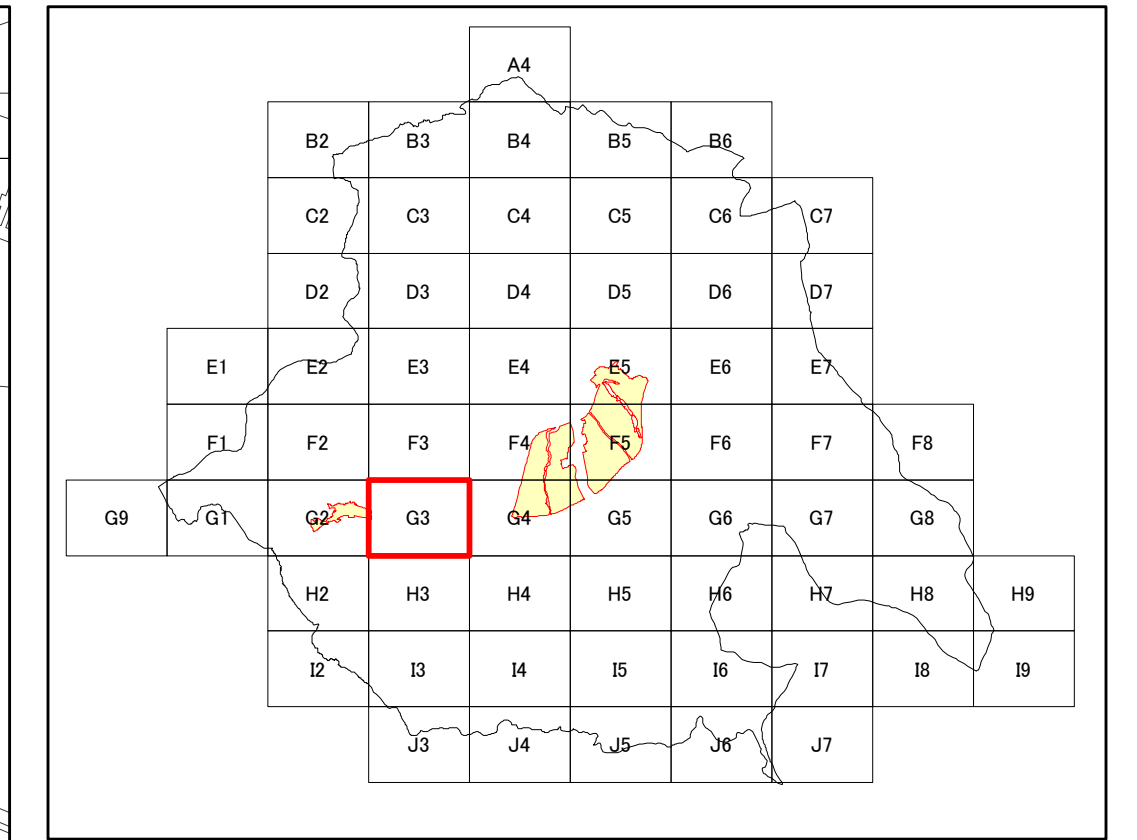 A4
B2 B3 B4 B5 B6
C2 C3 C4 C5 C6 C7
D2 D3 D4 D5 D6 D7
E1 E2 E3 E4 E5 E6 E7
F1 F2 F3 F4 F5 F6 F7 F8
G9 G1 G2 G3 G4 G5 G6 G7 G8
H2 H3 H4 H5 H6 H7 H8 H9
I2 I3 I4 I5 I6 I7 I8 I9
J3 J4 J5 J6 J7